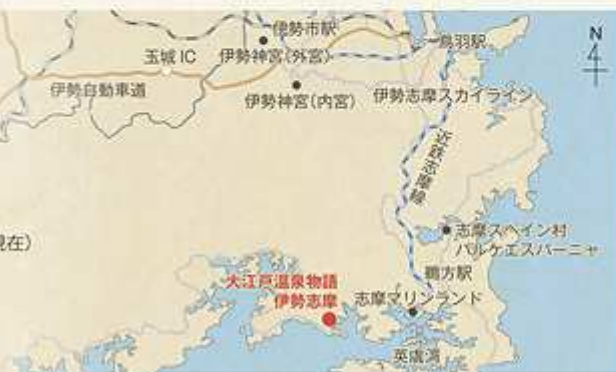 伊勢市駅
鳥羽駅
N
玉城 IC
伊勢神宮(外宮)
伊勢自動車道
伊勢神宮(内宮)
伊勢志摩スカイライン
近鉄志摩線
現在)
志摩スペイン村
パルケエスパーニャ
鵜方駅
大江戸温泉物語
伊勢志摩
志摩マリンランド
英虞湾